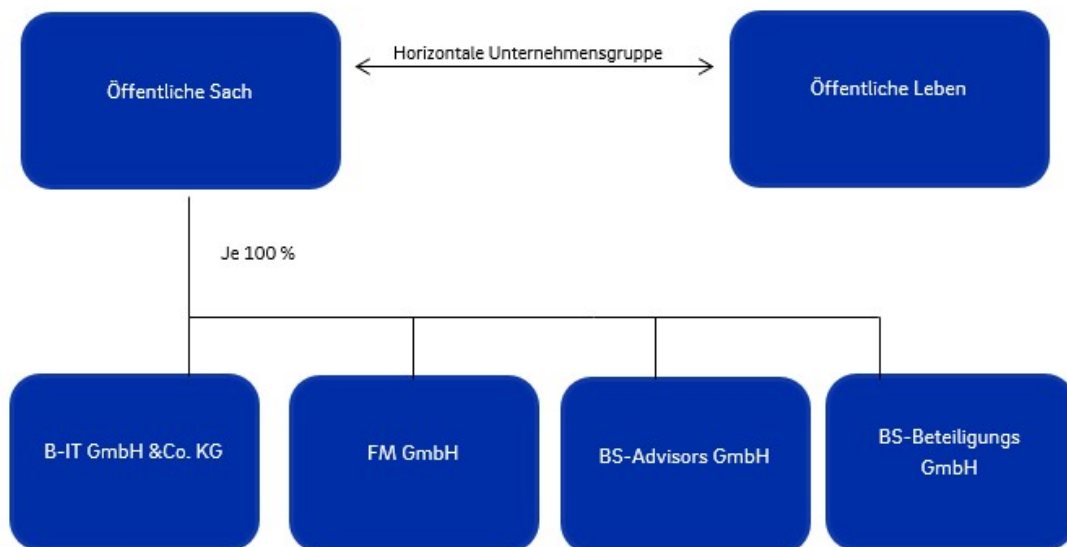 Horizontale Unternehmensgruppe
Öffentliche Sach
Öffentliche Leben
Je 100 %
B-IT GmbH &Co. KG
FM GmbH
BS-Advisors GmbH
BS-Beteiligungs
GmbH